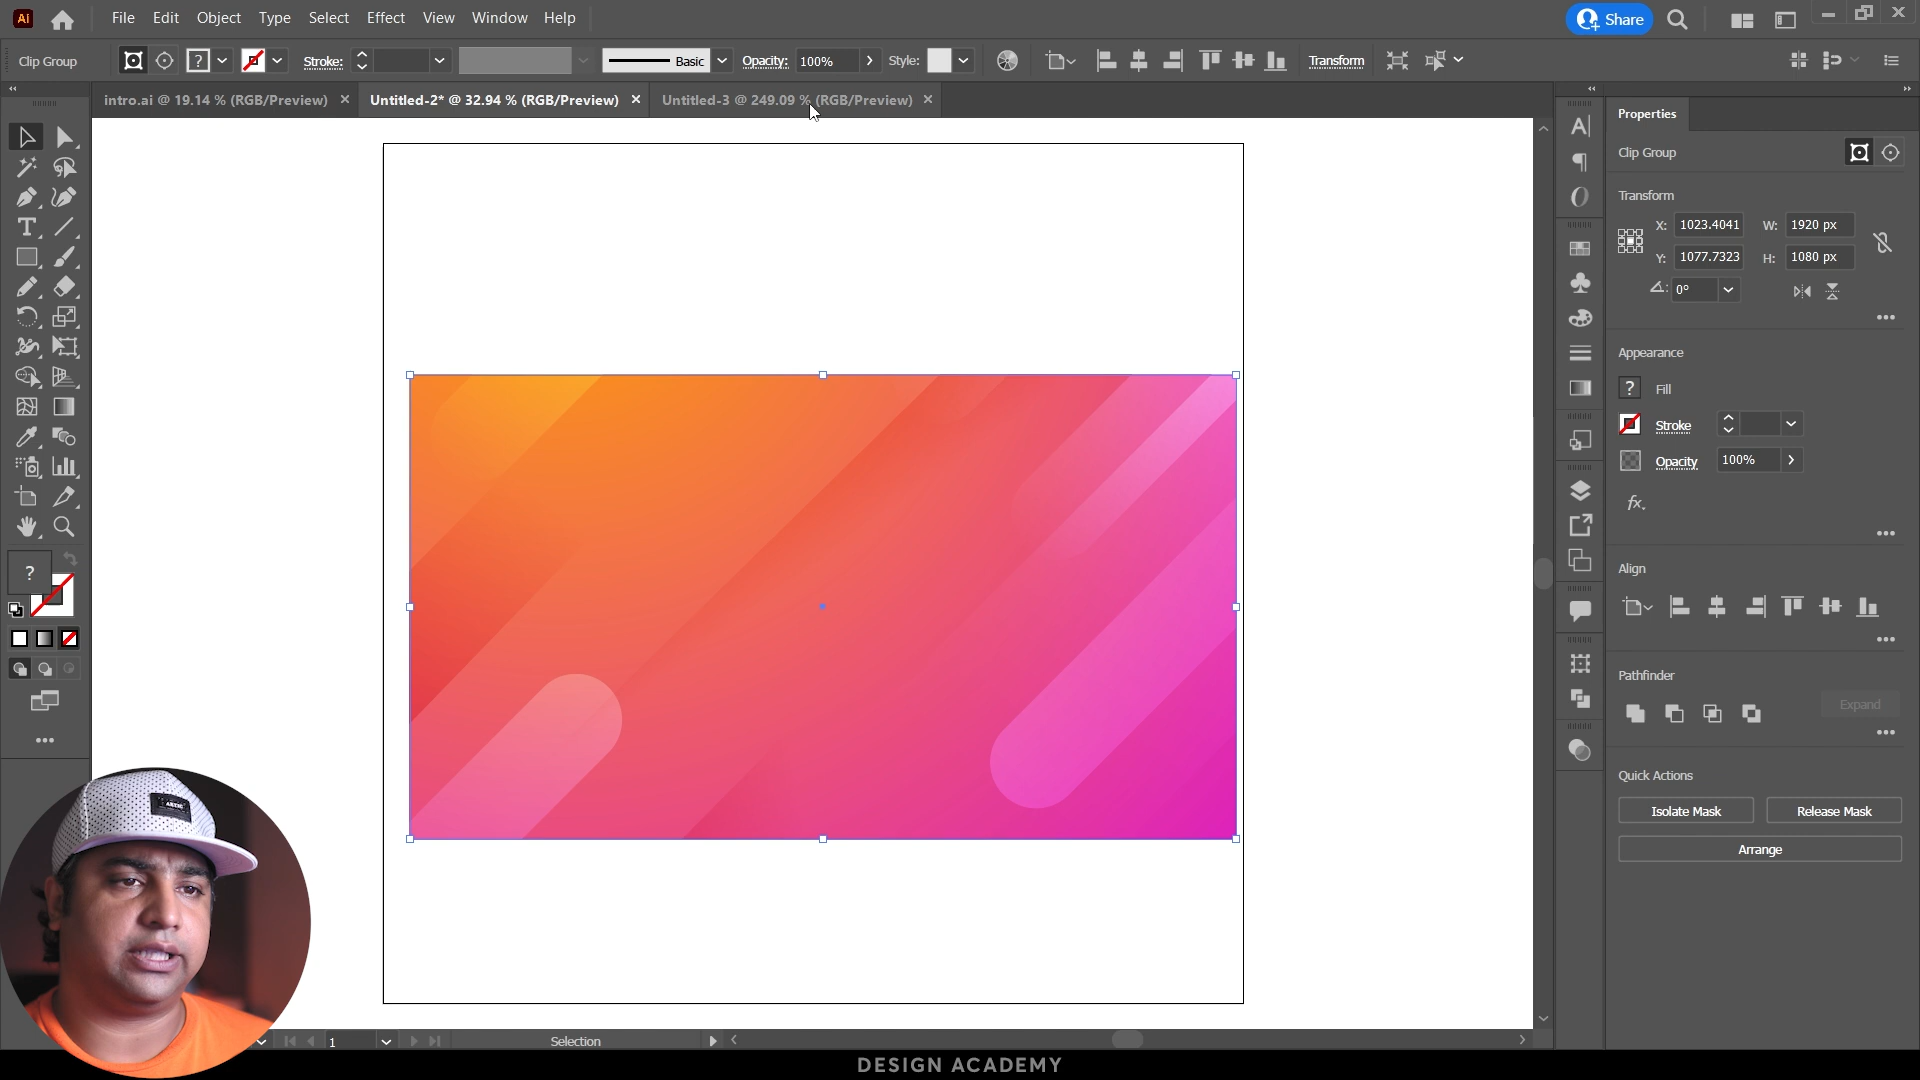 Ai File Edit Object Type Select Effect View Window Help Share
Clip Group ? Stroke: Basic Opacity: 100% Style: Transform
intro.ai @ 19.14 % (RGB/Preview) Untitled-2* @ 32.94 % (RGB/Preview) Untitled-3 @ 249.09 % (RGB/Preview)
Properties
Clip Group
Transform
X: 1023.4041 W: 1920 px
Y: 1077.7323 H: 1080 px
0°
Appearance
? Fill
Stroke
Opacity 100%
fx.
Align
Pathfinder
Expand
Quick Actions
Isolate Mask Release Mask
Arrange
?
1 Selection
DESIGN ACADEMY